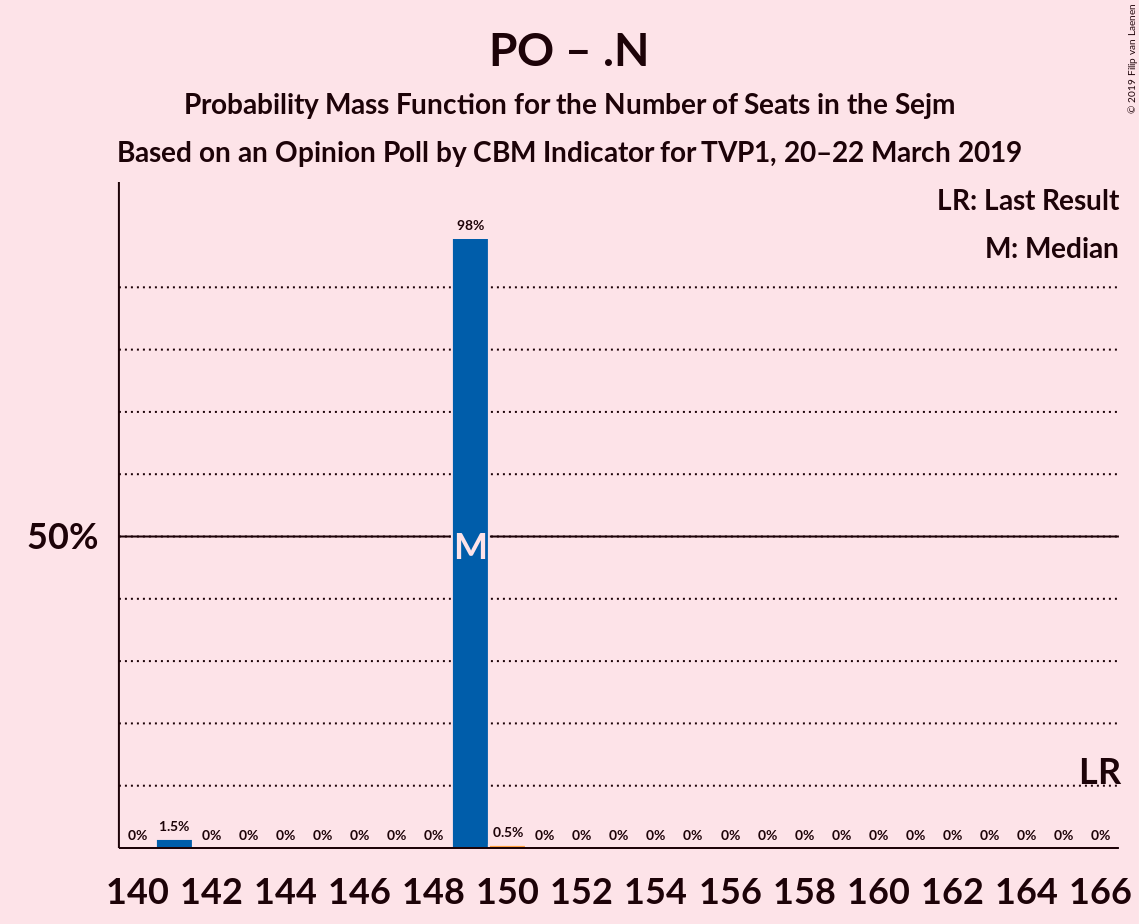 PO – .N
Probability Mass Function for the Number of Seats in the Sejm
Based on an Opinion Poll by CBM Indicator for TVP1, 20–22 March 2019
© 2019 Filip van Laenen
LR: Last Result
M: Median
98%
50%
M
LR
0% 1.5% 0% 0% 0% 0% 0% 0% 0% 0.5% 0% 0% 0% 0% 0% 0% 0% 0% 0% 0% 0% 0% 0% 0% 0% 0%
140 142 144 146 148 150 152 154 156 158 160 162 164 166